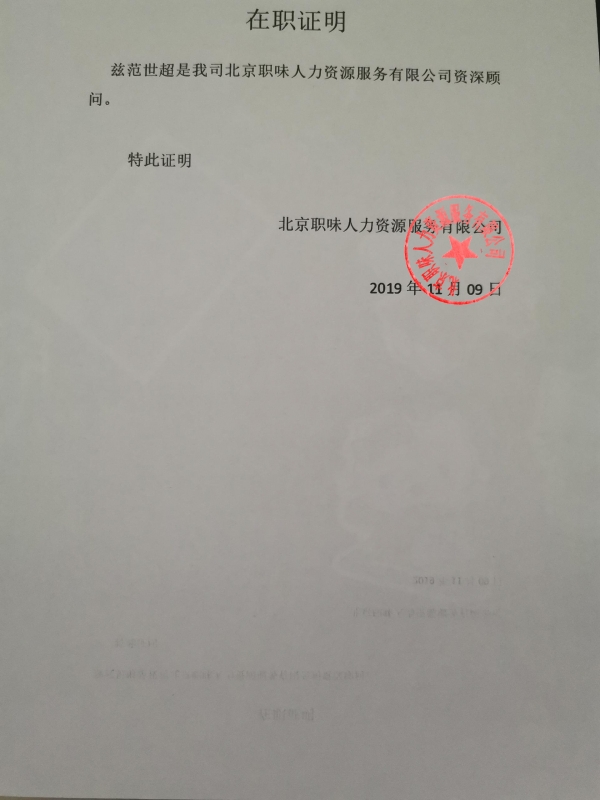 在职证明
兹范世超是我司北京职味人力资源服务有限公司资深顾
问。
特此证明
北京职味人力资源服务有限公司
2019 年 11 月 09 日
北京职味人力资源服务有限公司